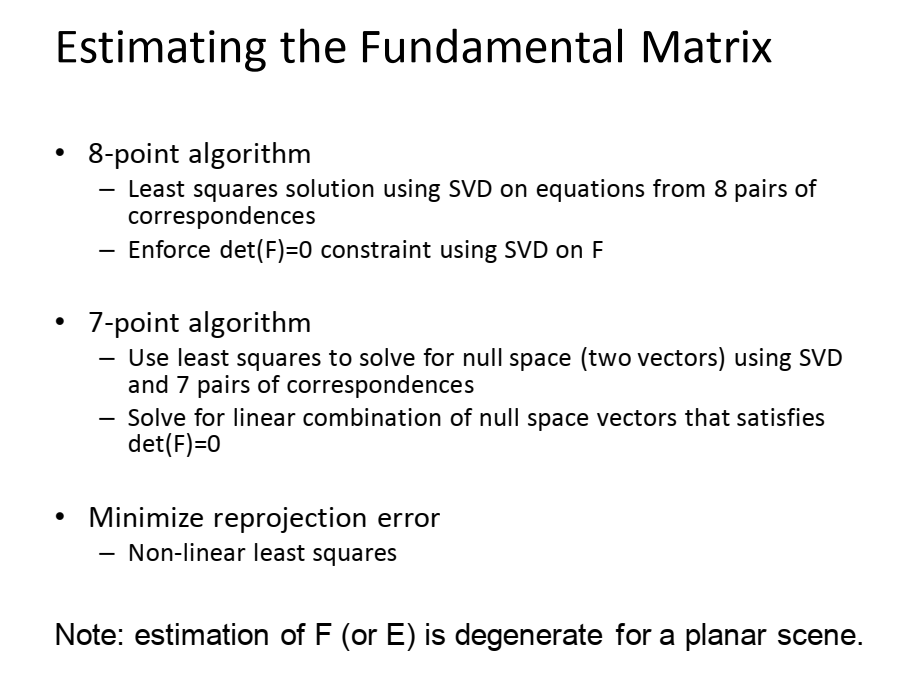 Estimating the Fundamental Matrix
• 8-point algorithm
– Least squares solution using SVD on equations from 8 pairs of
correspondences
– Enforce det(F)=0 constraint using SVD on F
• 7-point algorithm
– Use least squares to solve for null space (two vectors) using SVD
and 7 pairs of correspondences
– Solve for linear combination of null space vectors that satisfies
det(F)=0
• Minimize reprojection error
– Non-linear least squares
Note: estimation of F (or E) is degenerate for a planar scene.